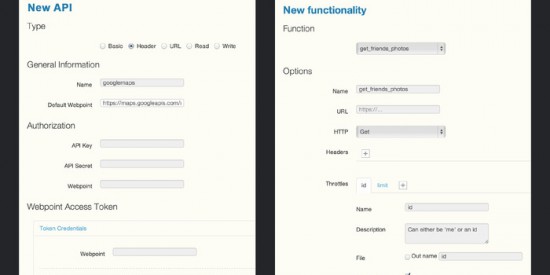 New API
Type
Basic Header URL Read Write
General Information
Name googlemaps
Default Webpoint https://maps.googleapis.com/
Authorization
API Key
API Secret
Webpoint
Webpoint Access Token
Token Credentials
Webpoint
New functionality
Function
get_friends_photos
Options
Name get_friends_photos
URL https://...
HTTP Get
Headers +
Throttles id limit +
Name id
Description Can either be 'me' or an id
File Out name id